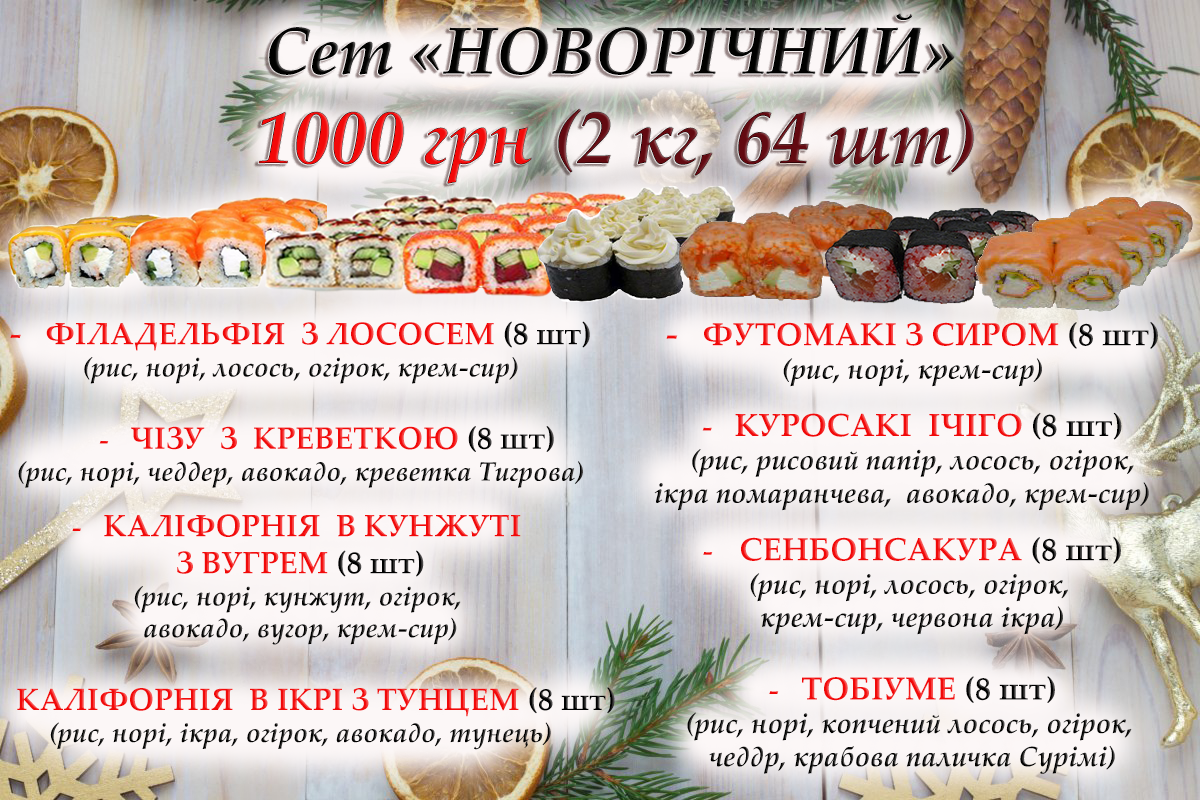 Сет «НОВОРІЧНИЙ»
1000 грн (2 кг, 64 шт)
- ФІЛАДЕЛЬФІЯ З ЛОСОСЕМ (8 шт)
(рис, норі, лосось, огірок, крем-сир)
- ЧІЗУ З КРЕВЕТКОЮ (8 шт)
(рис, норі, чеддер, авокадо, креветка Тигрова)
- КАЛІФОРНІЯ В КУНЖУТІ
З ВУГРЕМ (8 шт)
(рис, норі, кунжут, огірок,
авокадо, вугор, крем-сир)
КАЛІФОРНІЯ В ІКРІ З ТУНЦЕМ (8 шт)
(рис, норі, ікра, огірок, авокадо, тунець)
- ФУТОМАКІ З СИРОМ (8 шт)
(рис, норі, крем-сир)
- КУРОСАКІ ІЧІГО (8 шт)
(рис, рисовий папір, лосось, огірок,
ікра помаранчева, авокадо, крем-сир)
- СЕНБОНСАКУРА (8 шт)
(рис, норі, лосось, огірок,
крем-сир, червона ікра)
- ТОБІУМЕ (8 шт)
(рис, норі, копчений лосось, огірок,
чеддр, крабова паличка Сурімі)